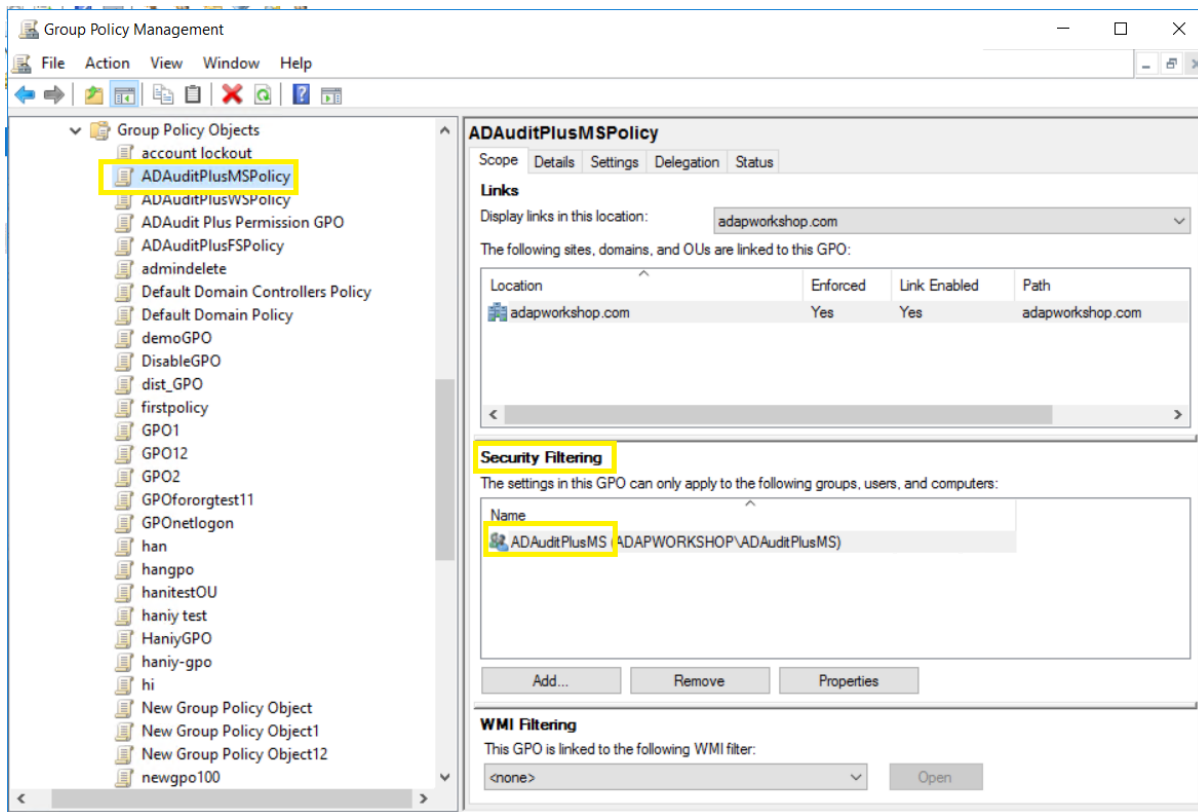 Group Policy Management
File Action View Window Help
Group Policy Objects
account lockout
ADAuditPlusMSPolicy
ADAuditPlusWSPolicy
ADAudit Plus Permission GPO
ADAuditPlusFSPolicy
admindelete
Default Domain Controllers Policy
Default Domain Policy
demoGPO
DisableGPO
dist_GPO
firstpolicy
GPO1
GPO12
GPO2
GPOfororgtest11
GPOnetlogon
han
hangpo
hanitestOU
haniy test
HaniyGPO
haniy-gpo
hi
New Group Policy Object
New Group Policy Object1
New Group Policy Object12
newgpo100
ADAuditPlusMSPolicy
Scope Details Settings Delegation Status
Links
Display links in this location: adapworkshop.com
The following sites, domains, and OUs are linked to this GPO:
Location Enforced Link Enabled Path
adapworkshop.com Yes Yes adapworkshop.com
Security Filtering
The settings in this GPO can only apply to the following groups, users, and computers:
Name
ADAuditPlusMS (ADAPWORKSHOP\ADAuditPlusMS)
Add... Remove Properties
WMI Filtering
This GPO is linked to the following WMI filter:
<none> Open